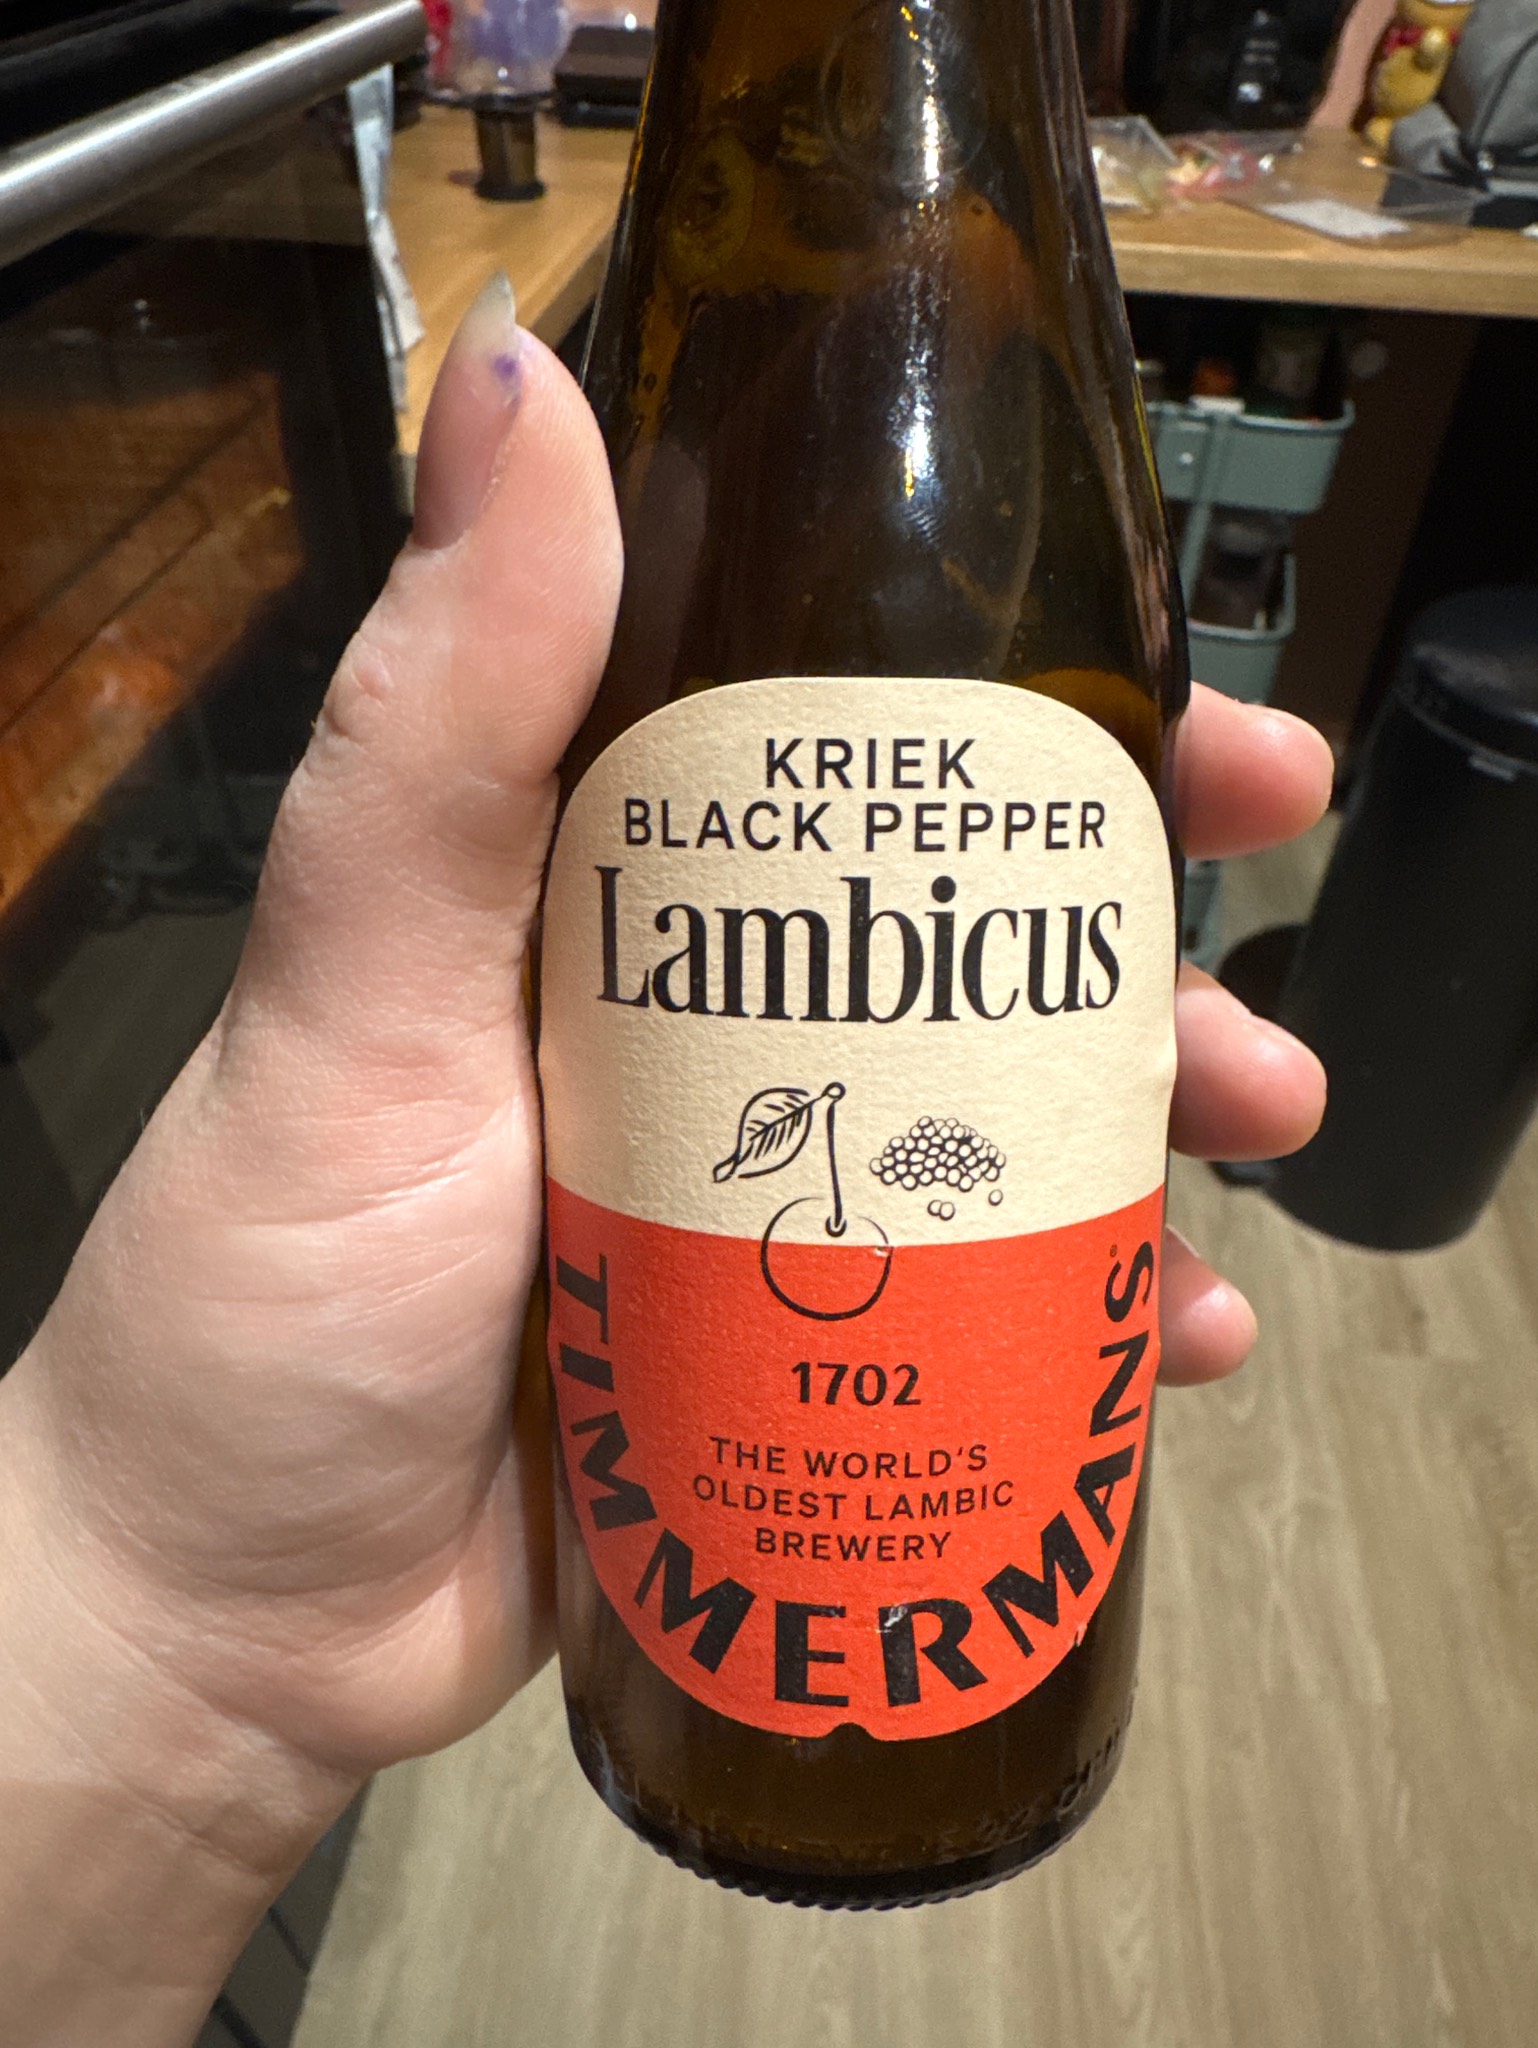 KRIEK
BLACK PEPPER
Lambicus
1702
THE WORLD'S
OLDEST LAMBIC
BREWERY
TIMMERMANS®